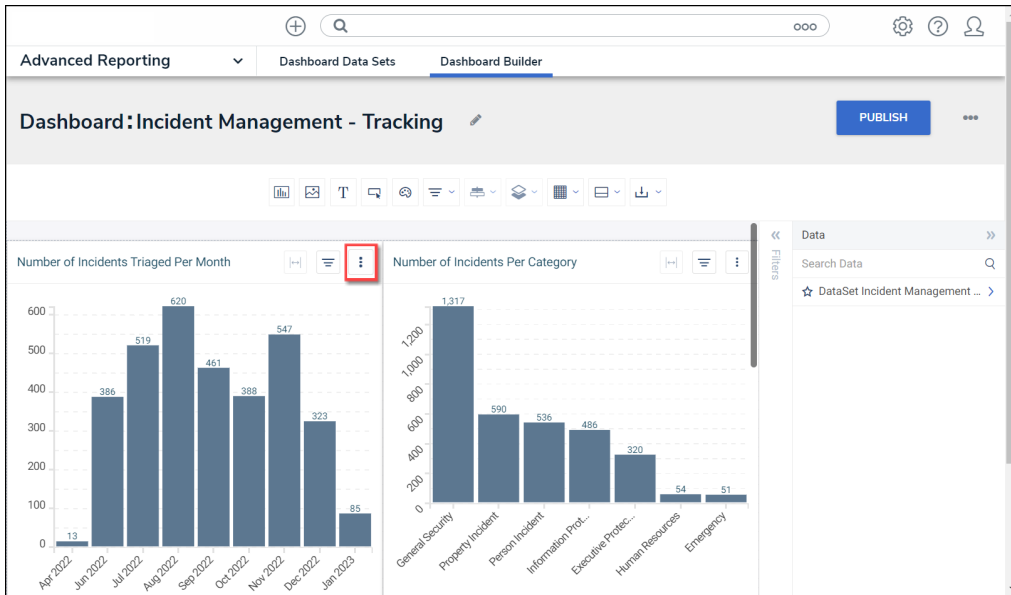 Advanced Reporting
Dashboard Data Sets
Dashboard Builder
Dashboard:Incident Management - Tracking
PUBLISH
T
Filters
Data
Search Data
DataSet Incident Management ...
Number of Incidents Triaged Per Month
600
500
400
300
200
100
0
13
386
519
620
461
388
547
323
85
Apr 2022
Jun 2022
Jul 2022
Aug 2022
Sep 2022
Oct 2022
Nov 2022
Dec 2022
Jan 2023
Number of Incidents Per Category
1,200
1,000
800
600
400
200
0
1,317
590
536
486
320
54
51
General Security
Property Incident
Person Incident
Information Prot...
Executive Protec...
Human Resources
Emergency